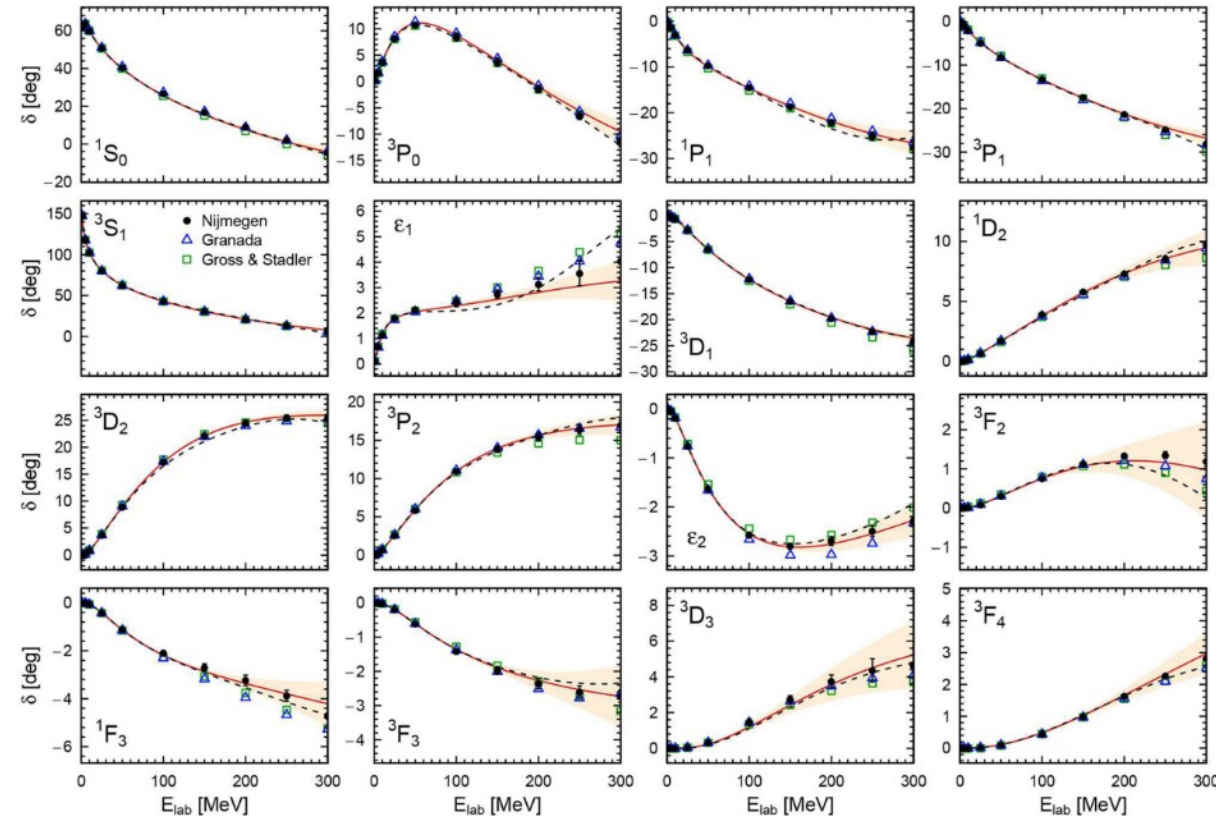 δ [deg]
60
40
20
0
−20
¹S₀
10
5
0
−5
−10
−15
³P₀
0
−10
−20
−30
¹P₁
0
−10
−20
−30
³P₁
δ [deg]
150
100
50
0
³S₁
Nijmegen
Granada
Gross & Stadler
6
5
4
3
2
1
0
ε₁
0
−5
−10
−15
−20
−25
−30
³D₁
10
5
0
¹D₂
δ [deg]
25
20
15
10
5
0
³D₂
20
15
10
5
0
³P₂
0
−1
−2
−3
ε₂
3
2
1
0
−1
³F₂
δ [deg]
0
−2
−4
−6
¹F₃
0
−1
−2
−3
−4
³F₃
8
6
4
2
0
³D₃
5
4
3
2
1
0
³F₄
0 100 200 300
0 100 200 300
0 100 200 300
0 100 200 300
E_lab [MeV]
E_lab [MeV]
E_lab [MeV]
E_lab [MeV]